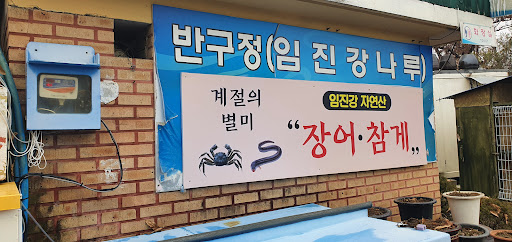 반구정(임진강나루)
계절의
별미
임진강 자연산
“장어·참게„